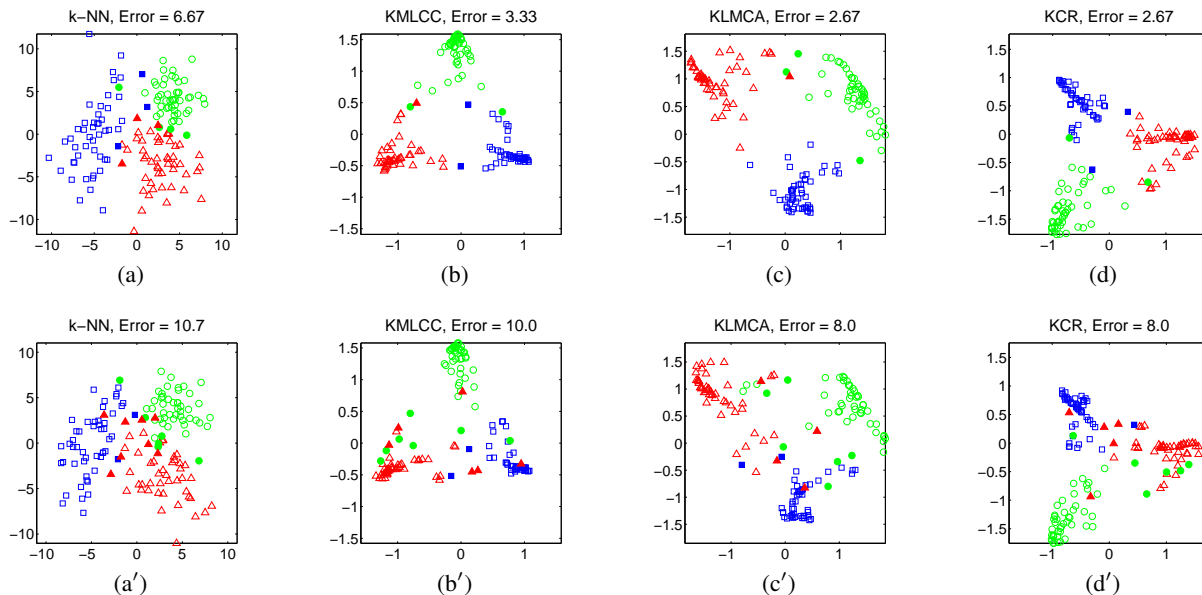 k−NN, Error = 6.67
10
5
0
−5
−10
−10 −5 0 5 10
(a)
KMLCC, Error = 3.33
1.5
1
0.5
0
−0.5
−1
−1.5
−1 0 1
(b)
KLMCA, Error = 2.67
1.5
1
0.5
0
−0.5
−1
−1.5
−1 0 1
(c)
KCR, Error = 2.67
1.5
1
0.5
0
−0.5
−1
−1.5
−1 0 1
(d)
k−NN, Error = 10.7
10
5
0
−5
−10
−10 −5 0 5 10
(a′)
KMLCC, Error = 10.0
1.5
1
0.5
0
−0.5
−1
−1.5
−1 0 1
(b′)
KLMCA, Error = 8.0
1.5
1
0.5
0
−0.5
−1
−1.5
−1 0 1
(c′)
KCR, Error = 8.0
1.5
1
0.5
0
−0.5
−1
−1.5
−1 0 1
(d′)